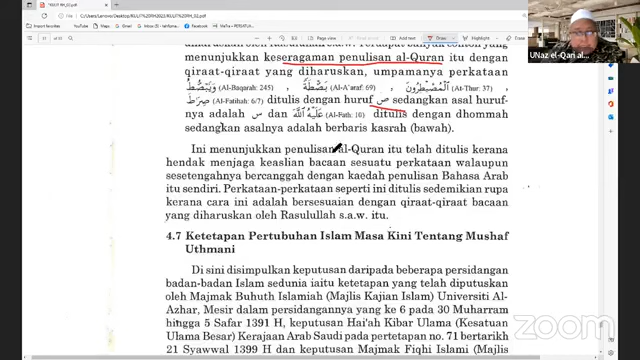 C:/Users/Lenovo/Desktop/
Draw
UNaz el-Qari al...
menunjukkan keseragaman penulisan al-Quran itu dengan
qiraat-qiraat yang diharuskan, umpamanya perkataan
وَيَبْصُۜطُ (Al-Baqarah: 245) بَصْۜطَةً (Al-A'araf: 69) الْمُصَۜيْطِرُونَ (At-Thur: 37)
صِرَٰطَ (Al-Fatihah: 6/7) ditulis dengan huruf ص sedangkan asal huruf-
nya adalah س dan عَلَيْهُ اللَّهَ (Al-Fath: 10) ditulis dengan dhommah
sedangkan asalnya adalah berbaris kasrah (bawah).
Ini menunjukkan penulisan al-Quran itu telah ditulis kerana
hendak menjaga keaslian bacaan sesuatu perkataan walaupun
sesetengahnya bercanggah dengan kaedah penulisan Bahasa Arab
itu sendiri. Perkataan-perkataan seperti ini ditulis sedemikian rupa
kerana cara ini adalah bersesuaian dengan qiraat-qiraat bacaan
yang diharuskan oleh Rasulullah s.a.w. itu.
4.7 Ketetapan Pertubuhan Islam Masa Kini Tentang Mushaf
Uthmani
Di sini disimpulkan keputusan daripada beberapa persidangan
badan-badan Islam sedunia iaitu ketetapan yang telah diputuskan
oleh Majmak Buhuth Islamiah (Majlis Kajian Islam) Universiti Al-
Azhar, Mesir dalam persidangannya yang ke 6 pada 30 Muharram
hingga 5 Safar 1391 H, keputusan Hai'ah Kibar Ulama (Kesatuan
Ulama Besar) Kerajaan Arab Saudi pada pertetapan no. 71 bertarikh
21 Syawwal 1399 H dan keputusan Majmak Fiqhi Islami (Majlis
zoom